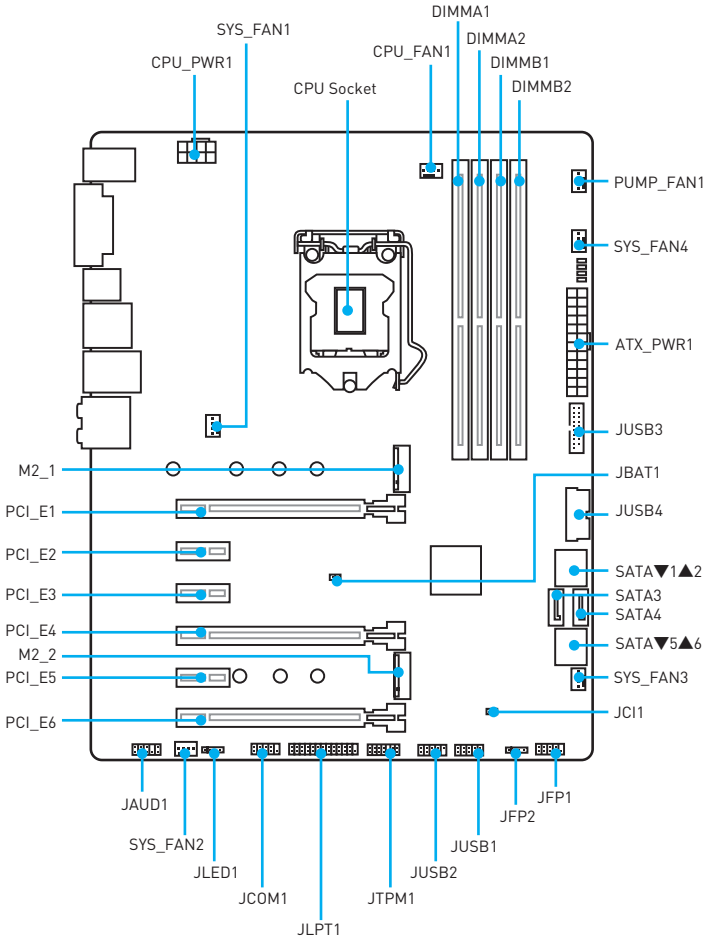 DIMMA1
SYS_FAN1
DIMMA2
CPU_FAN1
CPU_PWR1
DIMMB1
CPU Socket
DIMMB2
PUMP_FAN1
SYS_FAN4
ATX_PWR1
JUSB3
M2_1
JBAT1
PCI_E1
JUSB4
PCI_E2
SATA▼1▲2
PCI_E3
SATA3
SATA4
PCI_E4
SATA▼5▲6
M2_2
PCI_E5
SYS_FAN3
PCI_E6
JCI1
JAUD1
JFP1
JFP2
SYS_FAN2
JUSB1
JLED1
JUSB2
JCOM1
JTPM1
JLPT1